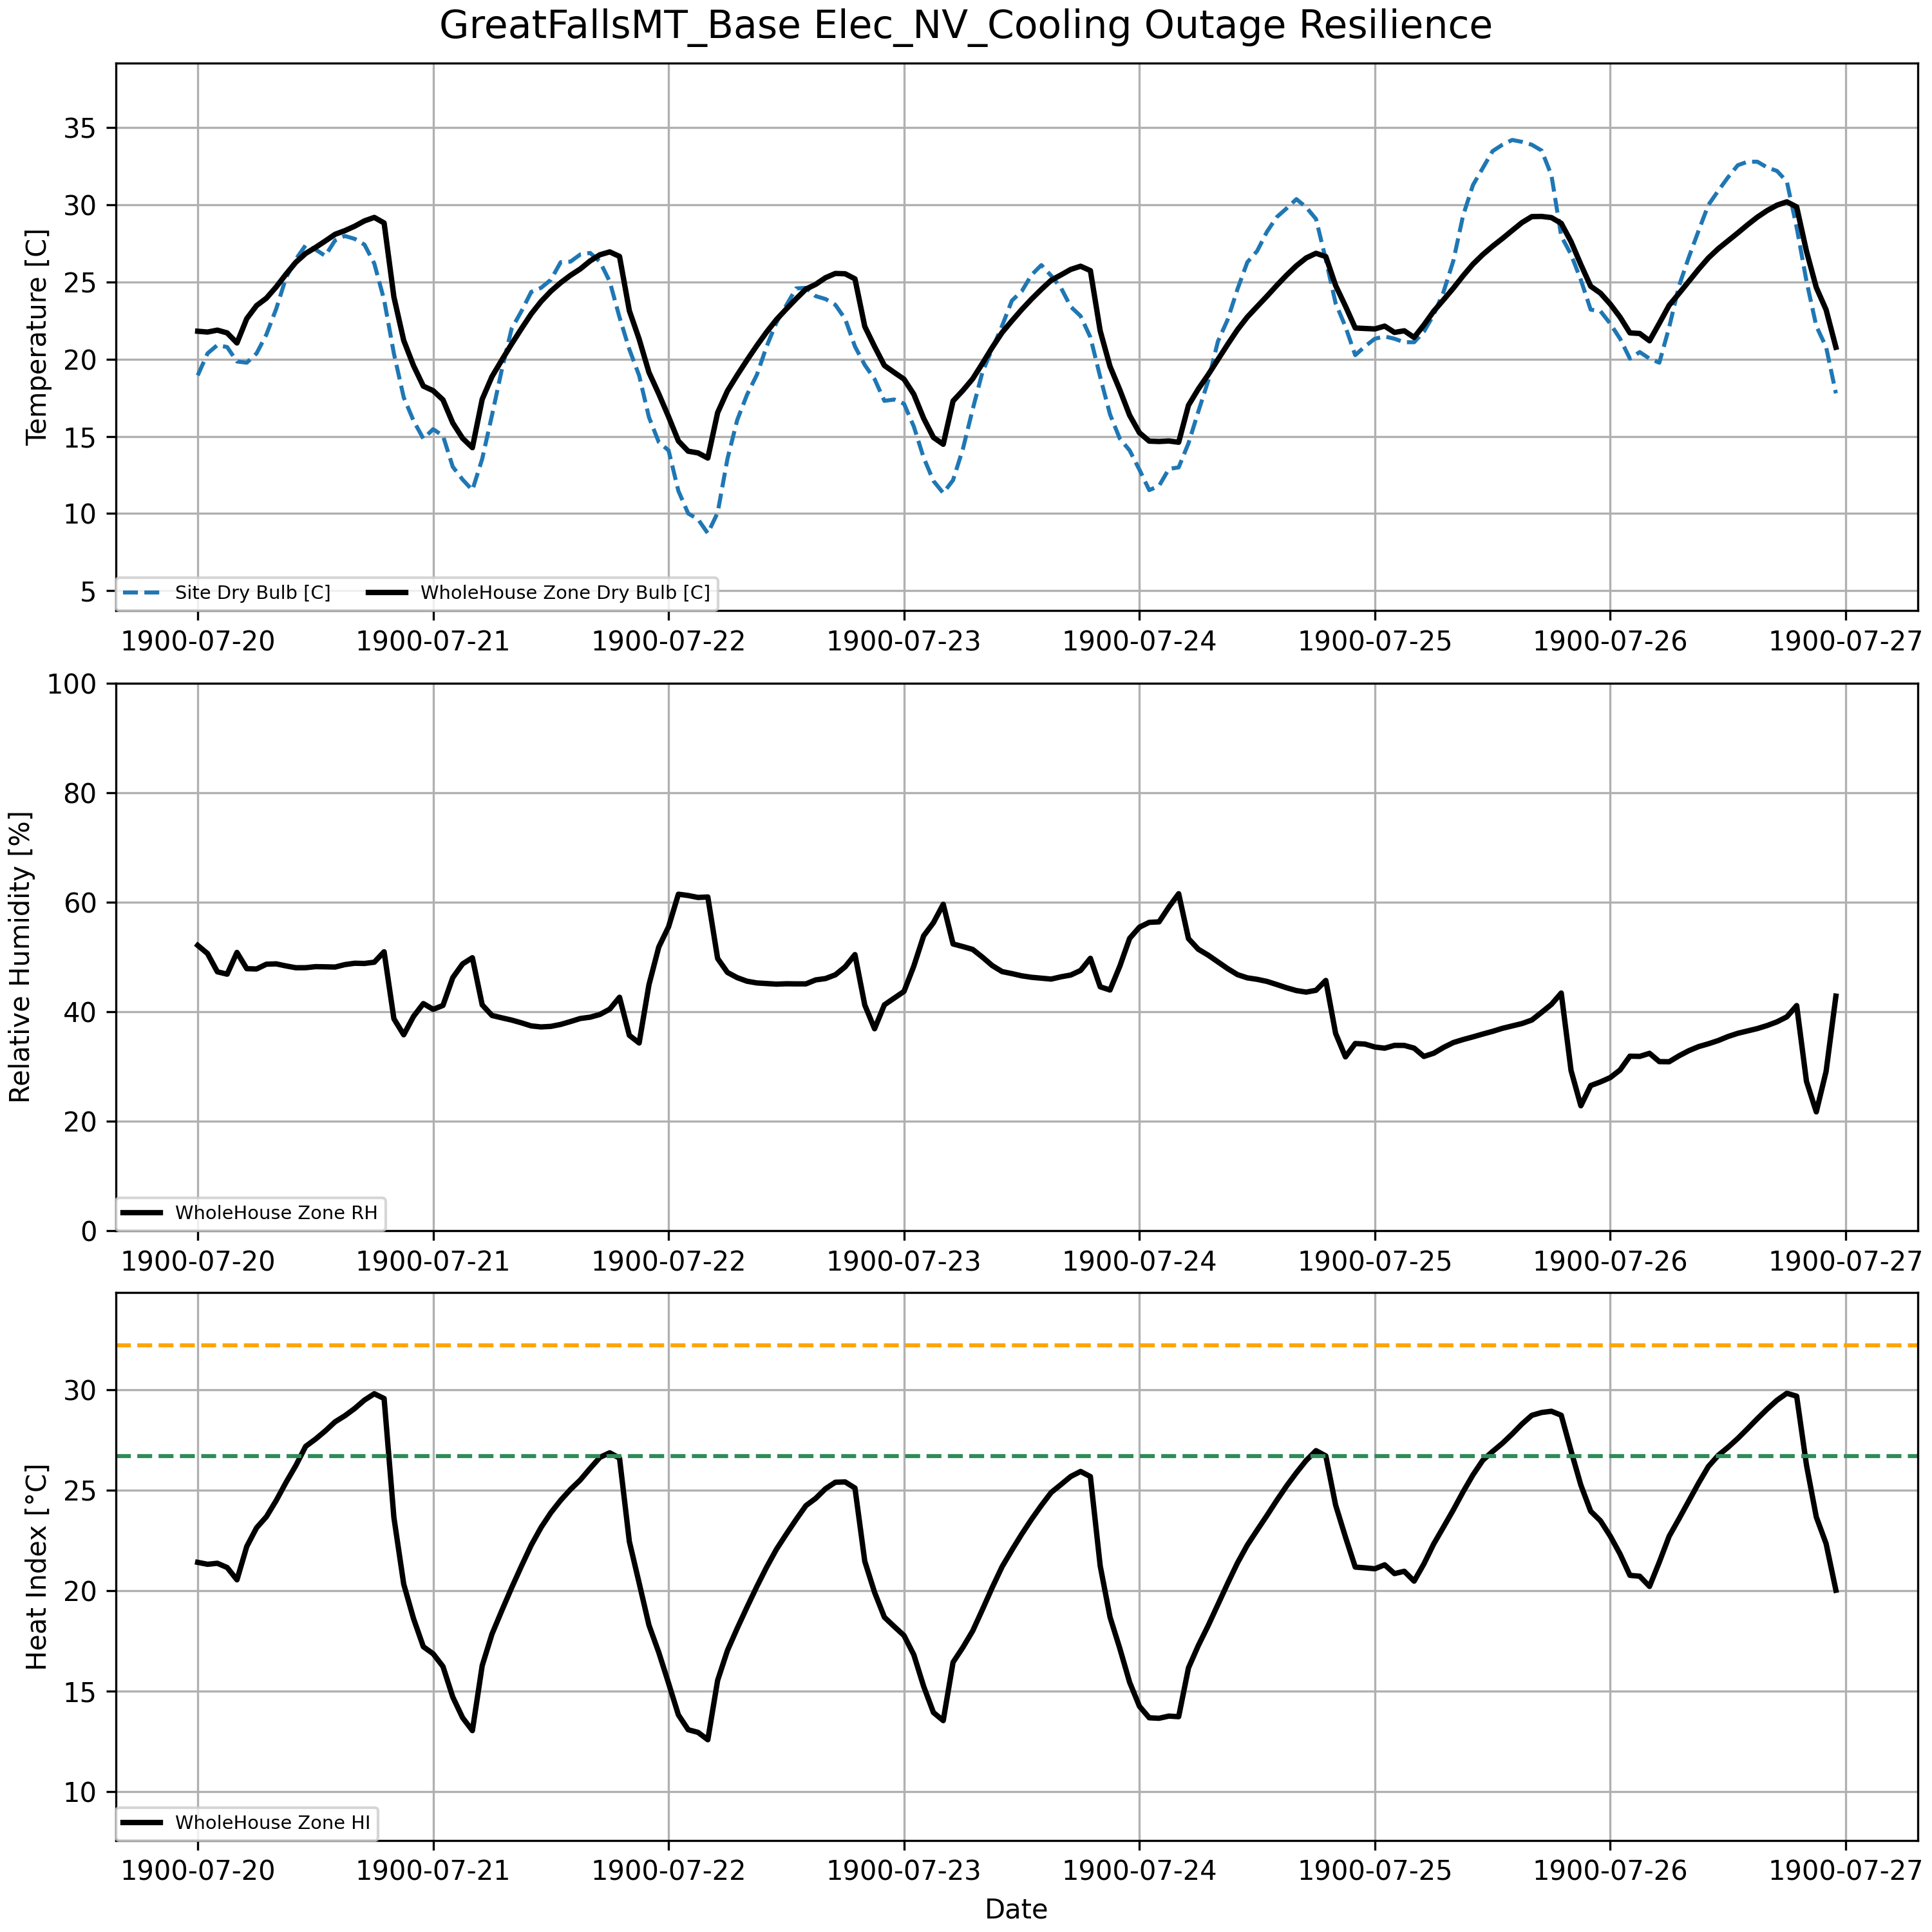 GreatFallsMT_Base Elec_NV_Cooling Outage Resilience
Temperature [C]
35
30
25
20
15
10
5
Site Dry Bulb [C] WholeHouse Zone Dry Bulb [C]
1900-07-20 1900-07-21 1900-07-22 1900-07-23 1900-07-24 1900-07-25 1900-07-26 1900-07-27
Relative Humidity [%]
100
80
60
40
20
0
WholeHouse Zone RH
1900-07-20 1900-07-21 1900-07-22 1900-07-23 1900-07-24 1900-07-25 1900-07-26 1900-07-27
Heat Index [°C]
30
25
20
15
10
WholeHouse Zone HI
1900-07-20 1900-07-21 1900-07-22 1900-07-23 1900-07-24 1900-07-25 1900-07-26 1900-07-27
Date